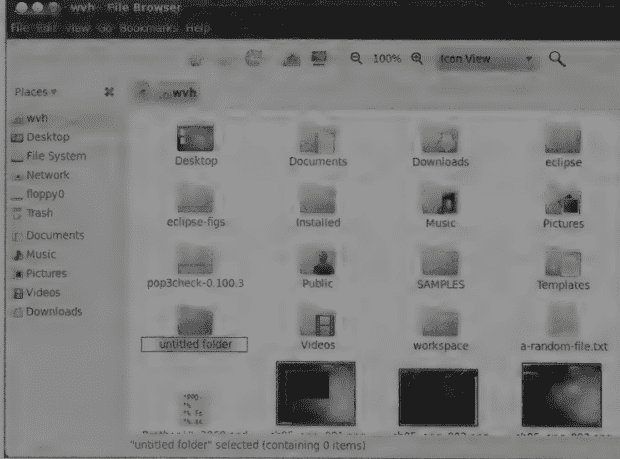 wvh - File Browser
File Edit View Go Bookmarks Help
100% Icon View
Places
wvh
wvh
Desktop
File System
Network
floppy0
Trash
Documents
Music
Pictures
Videos
Downloads
Desktop Documents Downloads eclipse
eclipse-figs Installed Music Pictures
pop3check-0.100.3 Public SAMPLES Templates
untitled folder Videos workspace a-random-file.txt
"untitled folder" selected (containing 0 items)